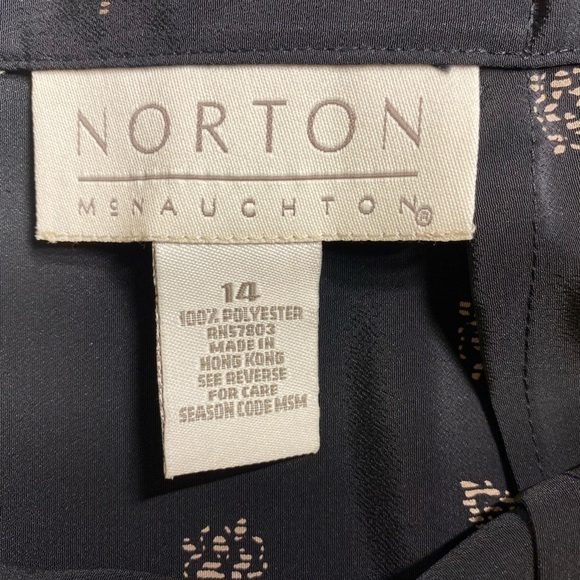 NORTON
McNAUGHTON®
14
100% POLYESTER
RN57803
MADE IN
HONG KONG
SEE REVERSE
FOR CARE
SEASON CODE MSM